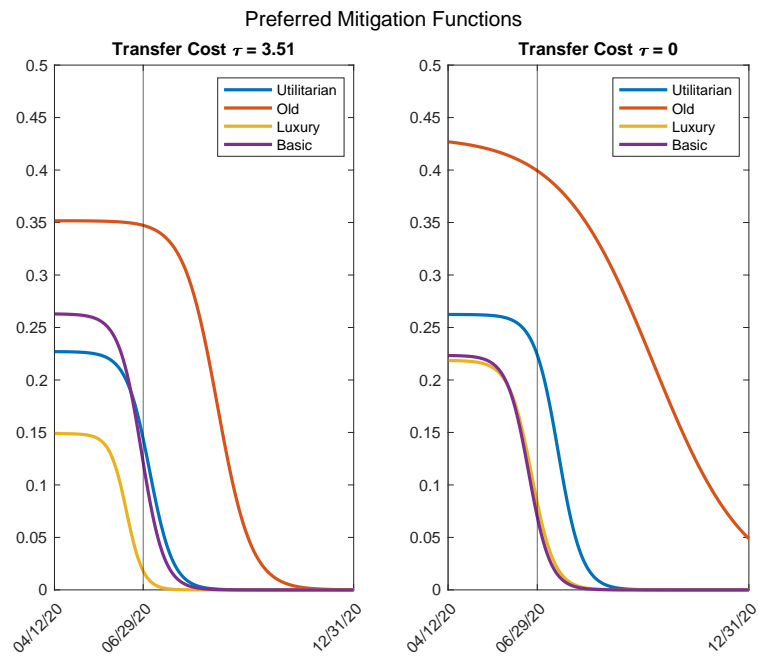 Preferred Mitigation Functions
Transfer Cost τ = 3.51
0.5
0.45
0.4
0.35
0.3
0.25
0.2
0.15
0.1
0.05
0
04/12/20
06/29/20
12/31/20
Utilitarian
Old
Luxury
Basic
Transfer Cost τ = 0
0.5
0.45
0.4
0.35
0.3
0.25
0.2
0.15
0.1
0.05
0
04/12/20
06/29/20
12/31/20
Utilitarian
Old
Luxury
Basic